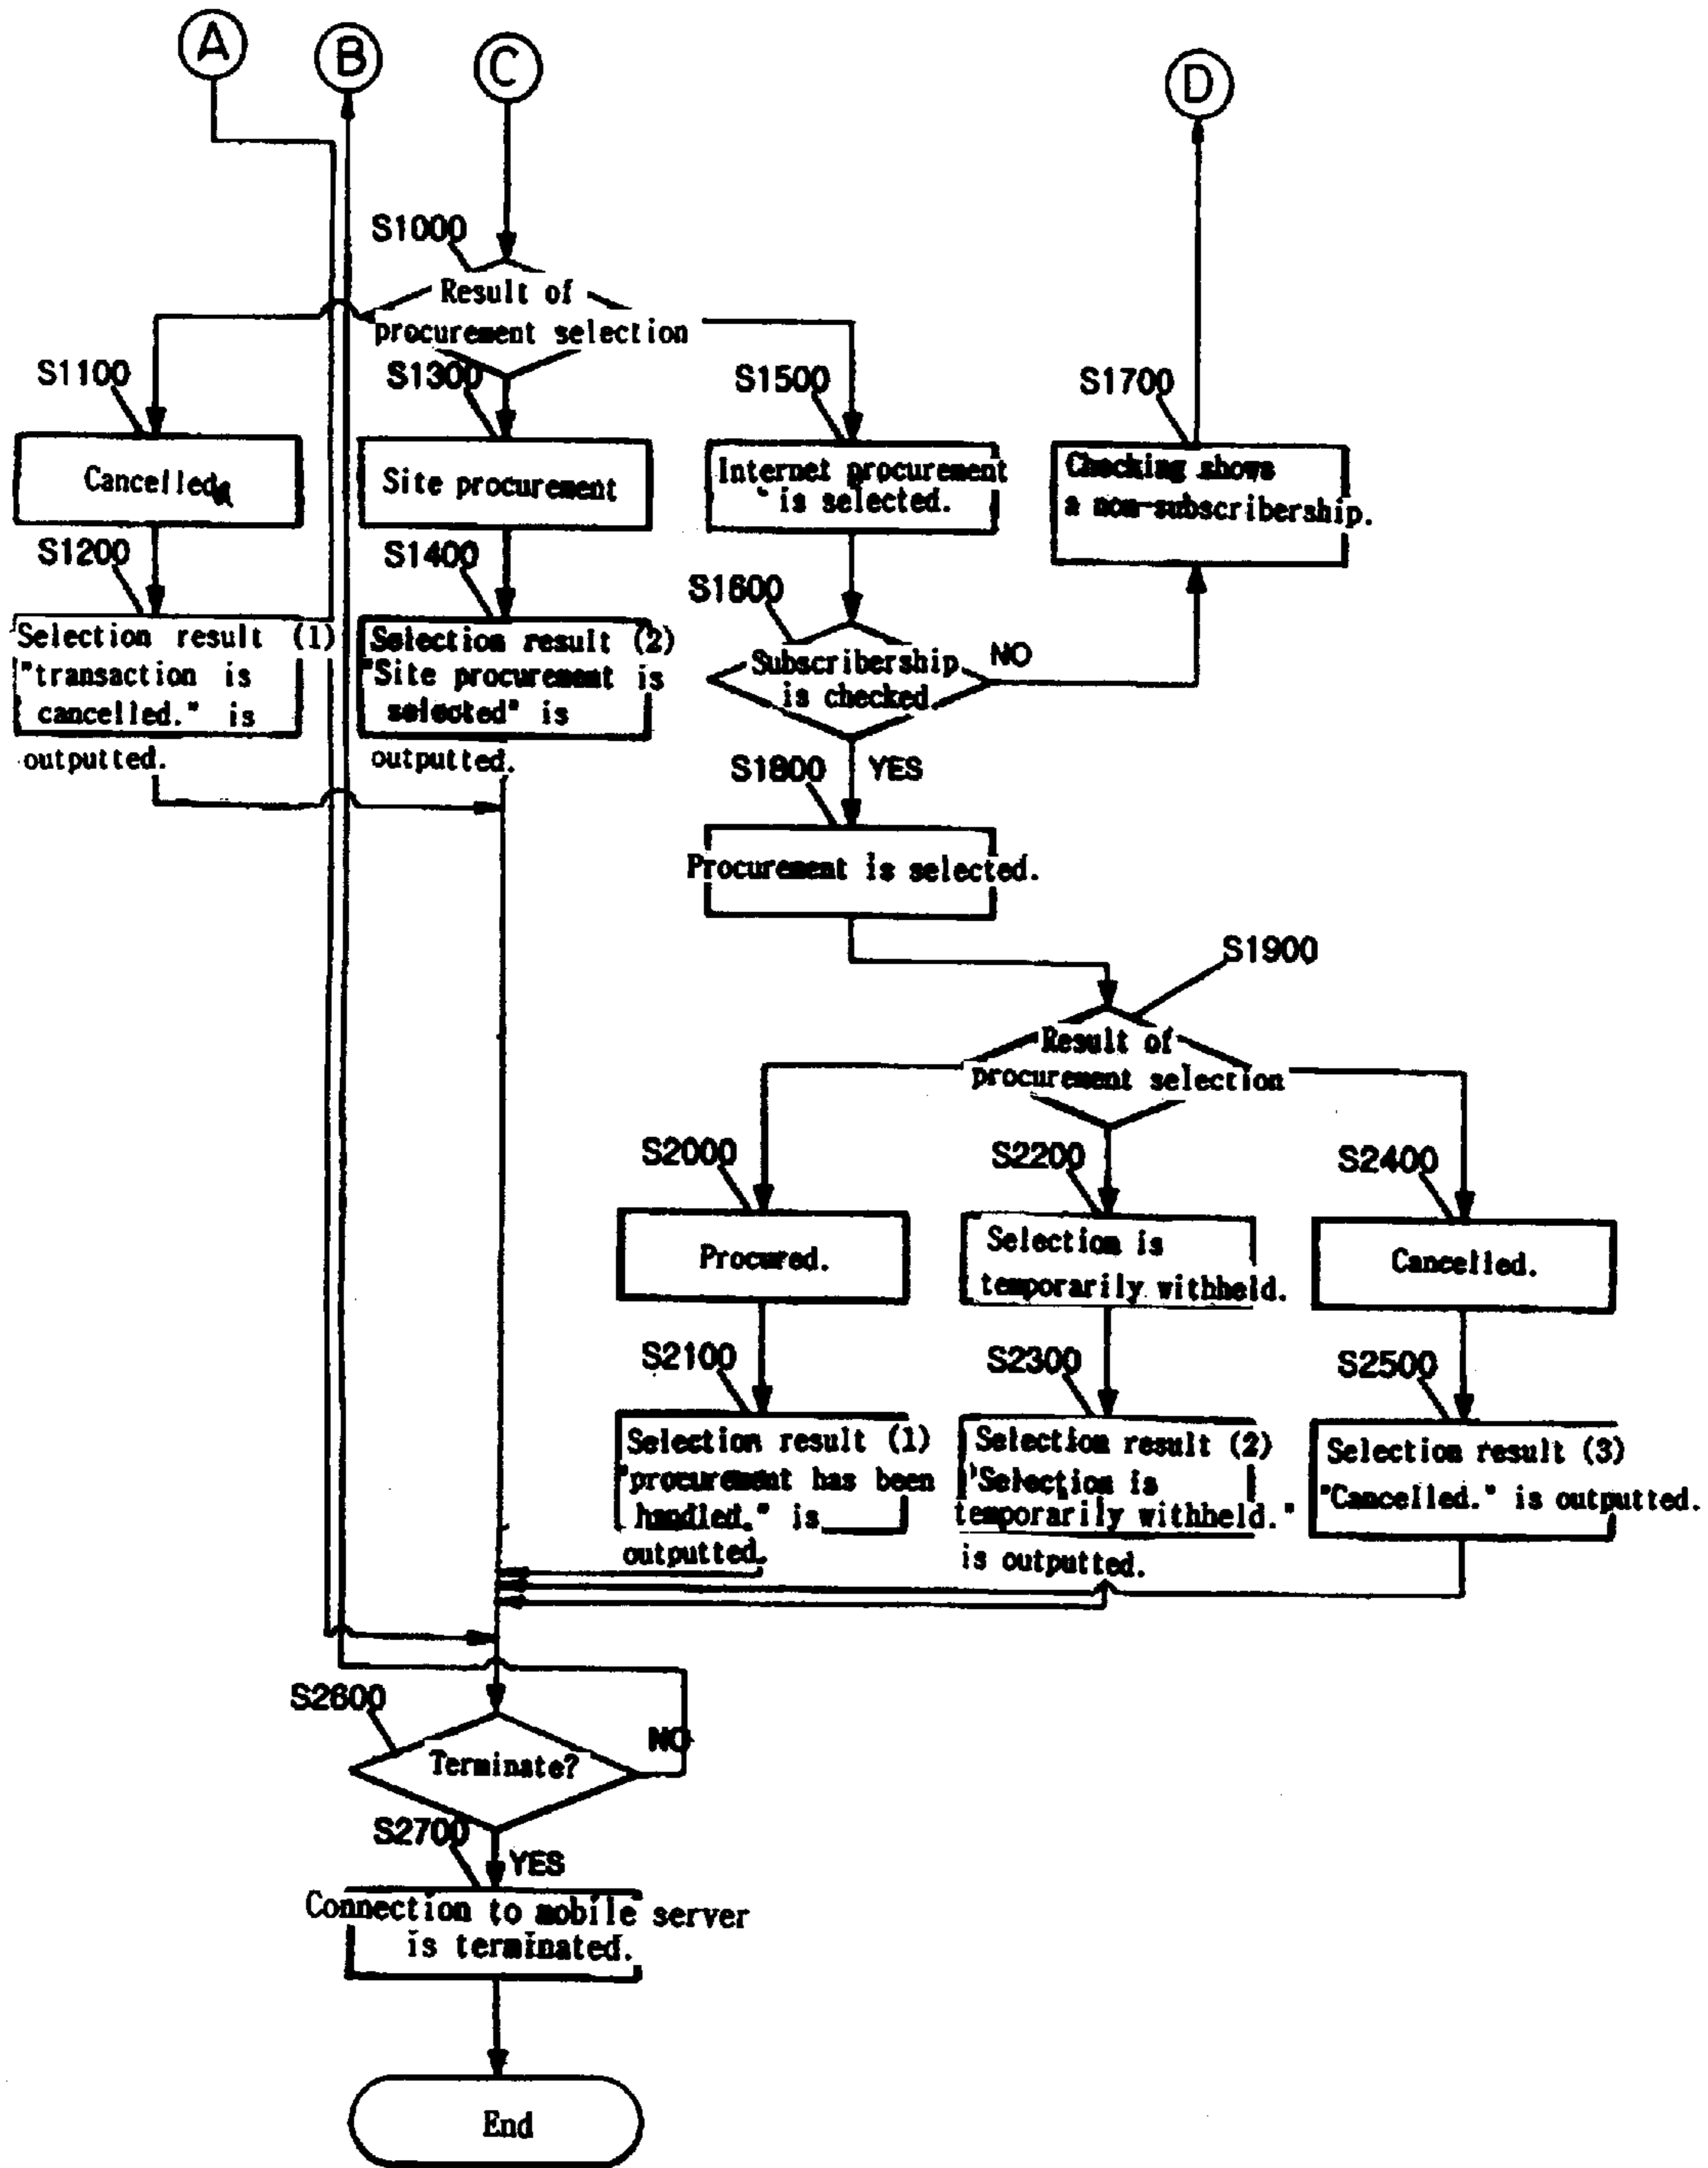 A
B
C
D
S1000
Result of
procurement selection
S1100
S1300
S1500
S1700
Cancelled.
Site procurement
Internet procurement
is selected.
Checking shows
a non-subscribership.
S1200
S1400
S1600
Selection result (1)
"transaction is
cancelled." is
outputted.
Selection result (2)
"Site procurement is
selected" is
outputted.
Subscribership
is checked.
NO
S1800
YES
Procurement is selected.
S1900
Result of
procurement selection
S2000
S2200
S2400
Procured.
Selection is
temporarily withheld.
Cancelled.
S2100
S2300
S2500
Selection result (1)
"procurement has been
handled." is
outputted.
Selection result (2)
"Selection is
temporarily withheld."
is outputted.
Selection result (3)
"Cancelled." is outputted.
S2600
NO
Terminate?
S2700
YES
Connection to mobile server
is terminated.
End